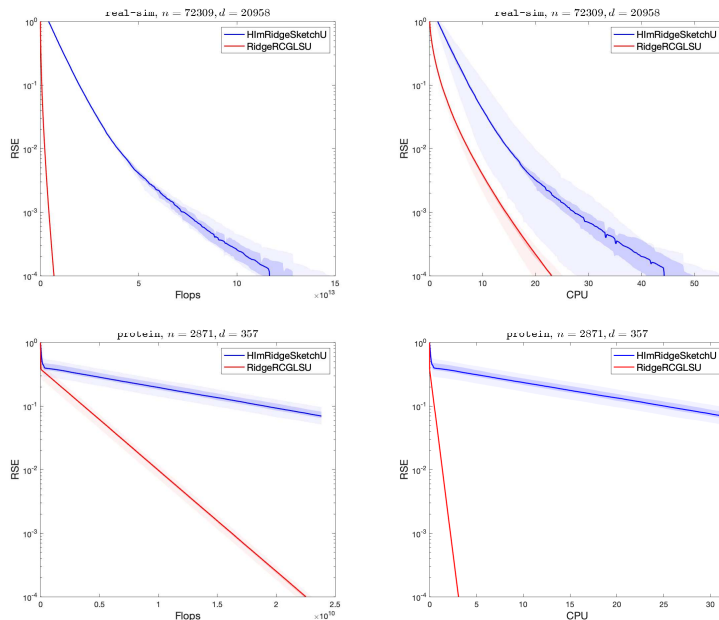 real-sim, n = 72309, d = 20958
HImRidgeSketchU
RidgeRCGLSU
RSE
10^0
10^-1
10^-2
10^-3
10^-4
0 5 10 15
×10^13
Flops
real-sim, n = 72309, d = 20958
HImRidgeSketchU
RidgeRCGLSU
RSE
10^0
10^-1
10^-2
10^-3
10^-4
0 10 20 30 40 50
CPU
protein, n = 2871, d = 357
HImRidgeSketchU
RidgeRCGLSU
RSE
10^0
10^-1
10^-2
10^-3
10^-4
0 0.5 1.0 1.5 2.0 2.5
×10^10
Flops
protein, n = 2871, d = 357
HImRidgeSketchU
RidgeRCGLSU
RSE
10^0
10^-1
10^-2
10^-3
10^-4
0 5 10 15 20 25 30
CPU